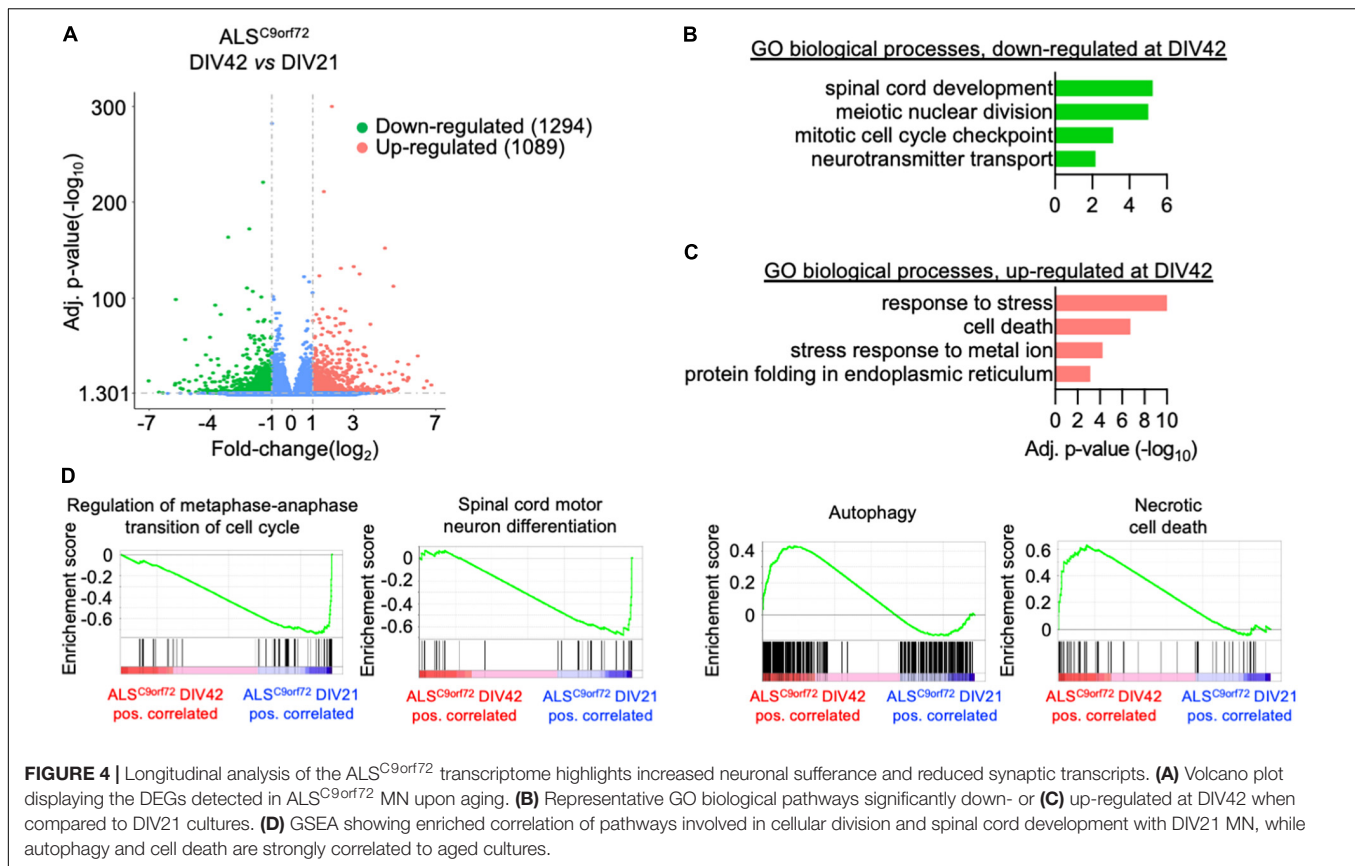 A
ALS^C9orf72
DIV42 vs DIV21
Adj. p-value(-log10)
300
200
100
1.301
Down-regulated (1294)
Up-regulated (1089)
-7 -3 -1 0 1 3 7
Fold-change(log2)
B
GO biological processes, down-regulated at DIV42
spinal cord development
meiotic nuclear division
mitotic cell cycle checkpoint
neurotransmitter transport
0 2 4 6
C
GO biological processes, up-regulated at DIV42
response to stress
cell death
stress response to metal ion
protein folding in endoplasmic reticulum
0 2 4 6 8 10
Adj. p-value (-log10)
D
Regulation of metaphase-anaphase
transition of cell cycle
Enrichement score
0
-0.2
-0.4
-0.6
ALS^C9orf72 DIV42
pos. correlated
ALS^C9orf72 DIV21
pos. correlated
Spinal cord motor
neuron differentiation
Enrichement score
0
-0.2
-0.4
-0.6
ALS^C9orf72 DIV42
pos. correlated
ALS^C9orf72 DIV21
pos. correlated
Autophagy
Enrichement score
0.4
0.2
0
ALS^C9orf72 DIV42
pos. correlated
ALS^C9orf72 DIV21
pos. correlated
Necrotic
cell death
Enrichement score
0.6
0.4
0.2
0
ALS^C9orf72 DIV42
pos. correlated
ALS^C9orf72 DIV21
pos. correlated
FIGURE 4 | Longitudinal analysis of the ALS^C9orf72 transcriptome highlights increased neuronal sufferance and reduced synaptic transcripts. (A) Volcano plot
displaying the DEGs detected in ALS^C9orf72 MN upon aging. (B) Representative GO biological pathways significantly down- or (C) up-regulated at DIV42 when
compared to DIV21 cultures. (D) GSEA showing enriched correlation of pathways involved in cellular division and spinal cord development with DIV21 MN, while
autophagy and cell death are strongly correlated to aged cultures.